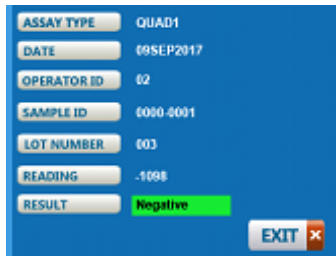 ASSAY TYPE QUAD1
DATE 09SEP2017
OPERATOR ID 02
SAMPLE ID 0000-0001
LOT NUMBER 003
READING -1098
RESULT Negative
EXIT ×